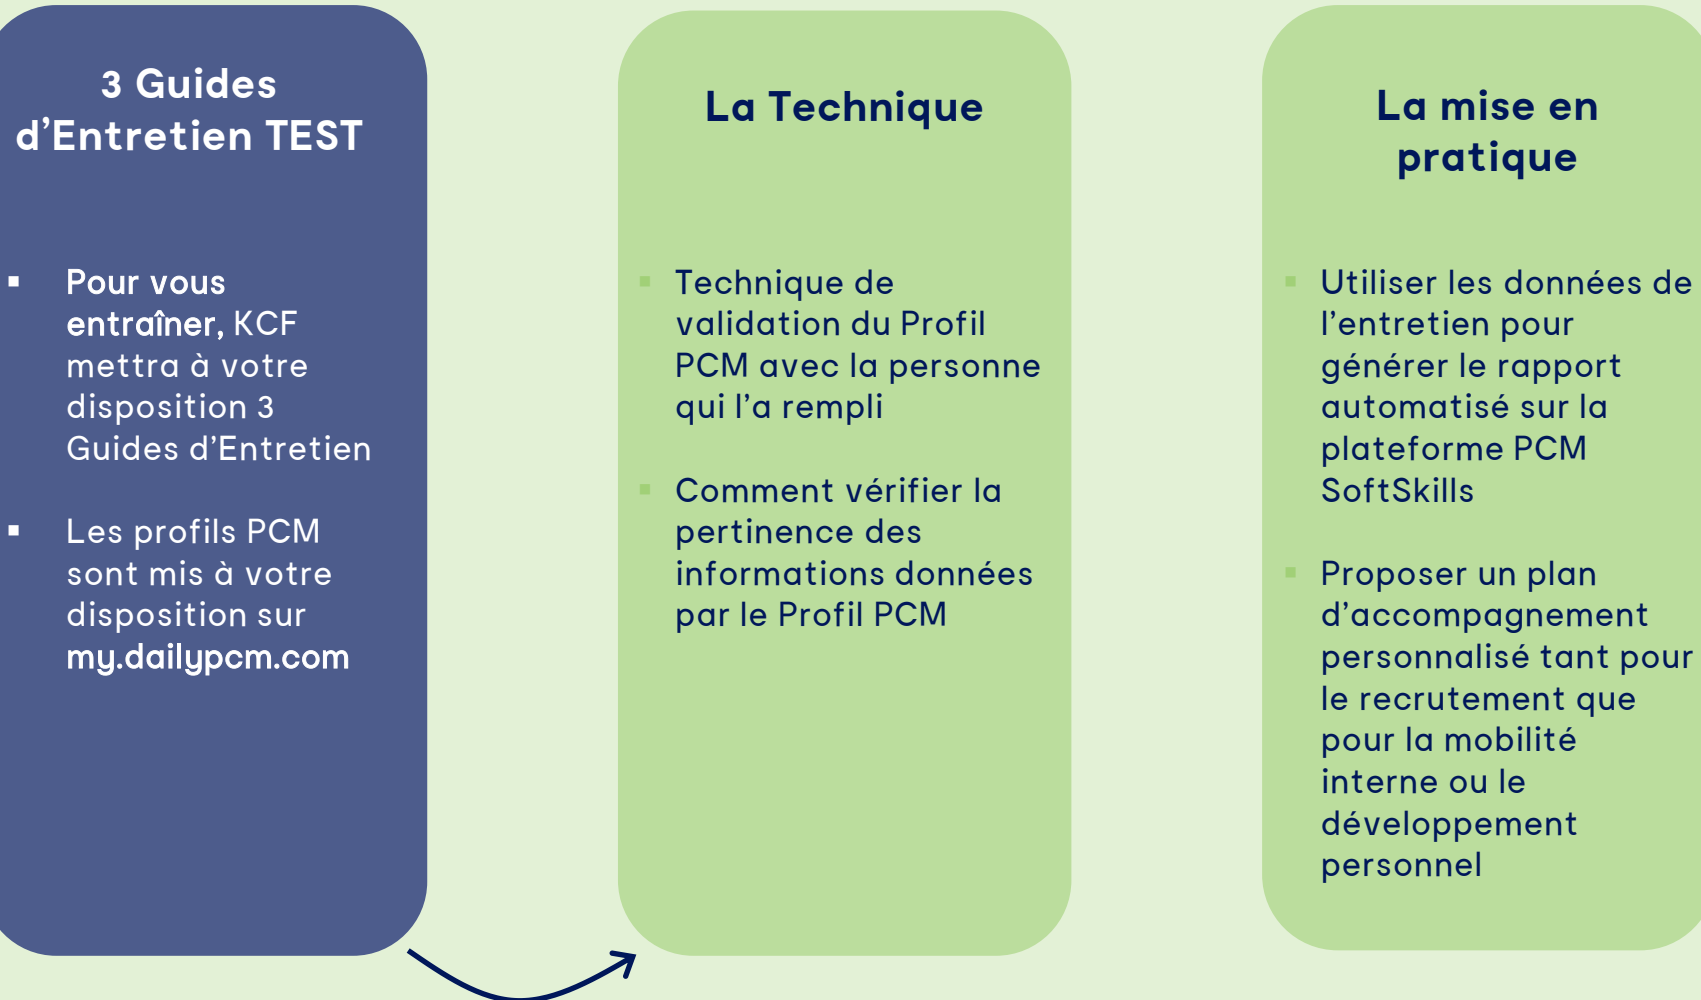 3 Guides
d’Entretien TEST
▪ Pour vous
entraîner, KCF
mettra à votre
disposition 3
Guides d’Entretien
▪ Les profils PCM
sont mis à votre
disposition sur
my.dailypcm.com
La Technique
▪ Technique de
validation du Profil
PCM avec la personne
qui l’a rempli
▪ Comment vérifier la
pertinence des
informations données
par le Profil PCM
La mise en
pratique
▪ Utiliser les données de
l’entretien pour
générer le rapport
automatisé sur la
plateforme PCM
SoftSkills
▪ Proposer un plan
d’accompagnement
personnalisé tant pour
le recrutement que
pour la mobilité
interne ou le
développement
personnel